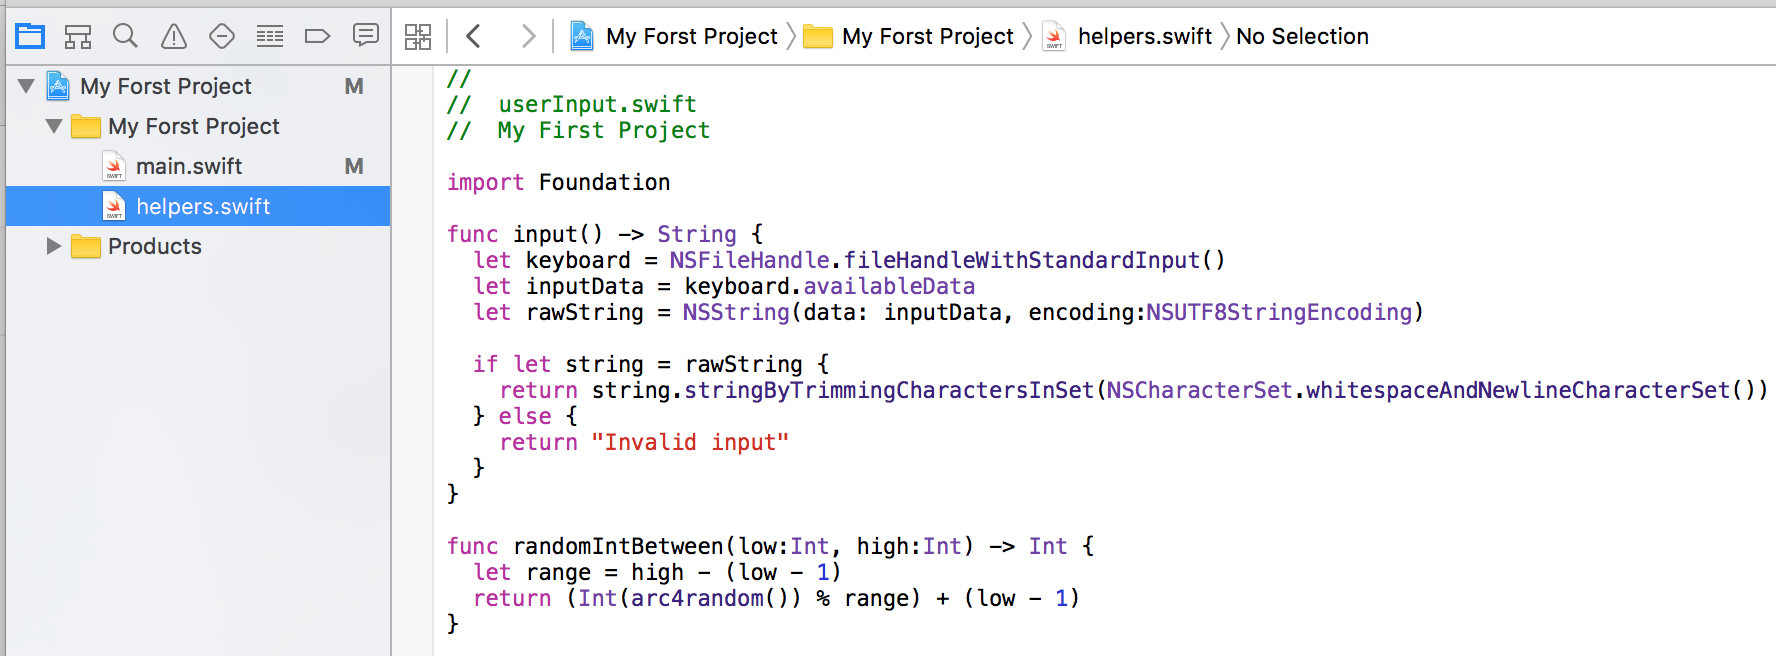 My Forst Project
My Forst Project
helpers.swift
No Selection
My Forst Project M
My Forst Project
main.swift M
helpers.swift
Products
//
//  userInput.swift
//  My First Project
import Foundation
func input() -> String {
  let keyboard = NSFileHandle.fileHandleWithStandardInput()
  let inputData = keyboard.availableData
  let rawString = NSString(data: inputData, encoding:NSUTF8StringEncoding)
  if let string = rawString {
    return string.stringByTrimmingCharactersInSet(NSCharacterSet.whitespaceAndNewlineCharacterSet())
  } else {
    return "Invalid input"
  }
}
func randomIntBetween(low:Int, high:Int) -> Int {
  let range = high - (low - 1)
  return (Int(arc4random()) % range) + (low - 1)
}